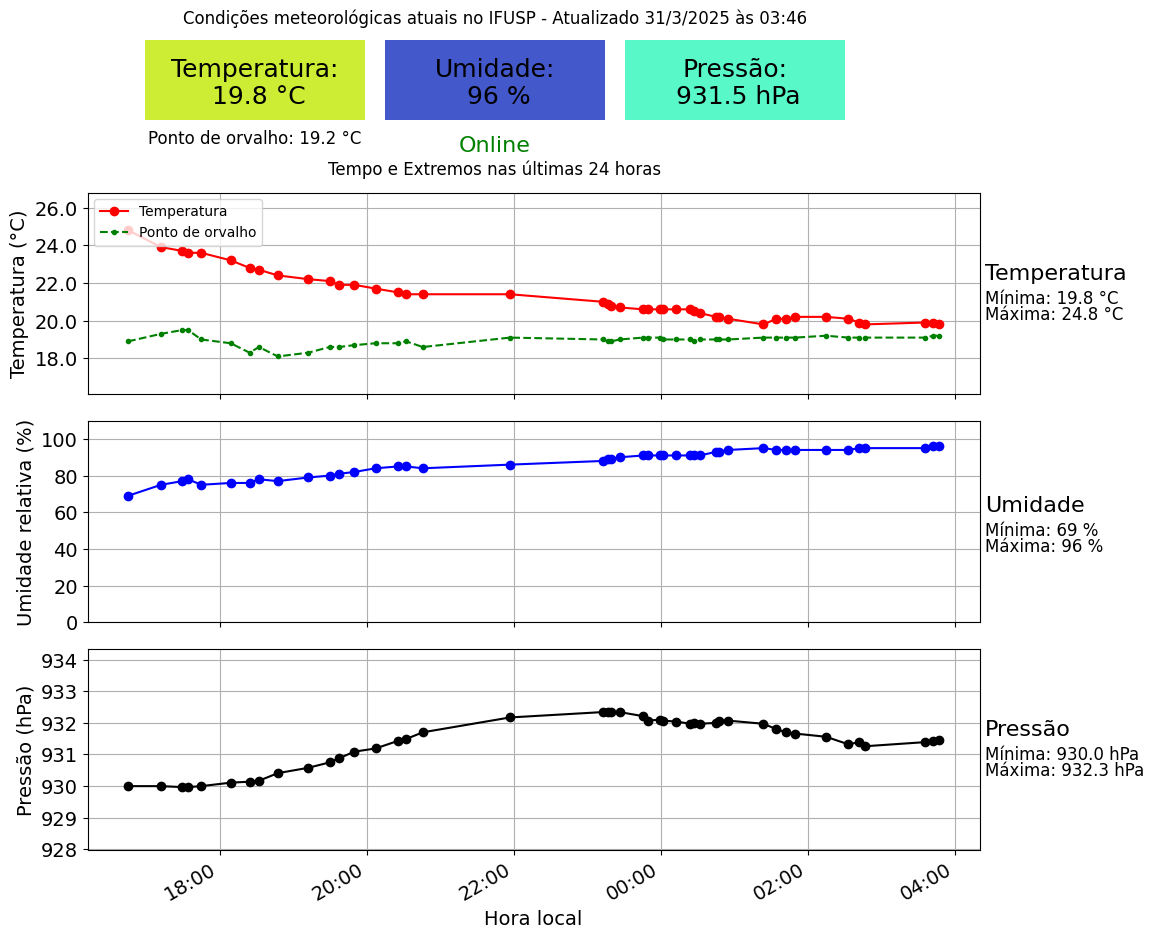 Condições meteorológicas atuais no IFUSP - Atualizado 31/3/2025 às 03:46
Temperatura:
19.8 °C
Umidade:
96 %
Pressão:
931.5 hPa
Ponto de orvalho: 19.2 °C
Online
Tempo e Extremos nas últimas 24 horas
Temperatura (°C)
26.0
24.0
22.0
20.0
18.0
Temperatura
Ponto de orvalho
Temperatura
Mínima: 19.8 °C
Máxima: 24.8 °C
Umidade relativa (%)
100
80
60
40
20
0
Umidade
Mínima: 69 %
Máxima: 96 %
Pressão (hPa)
934
933
932
931
930
929
928
Pressão
Mínima: 930.0 hPa
Máxima: 932.3 hPa
18:00
20:00
22:00
00:00
02:00
04:00
Hora local